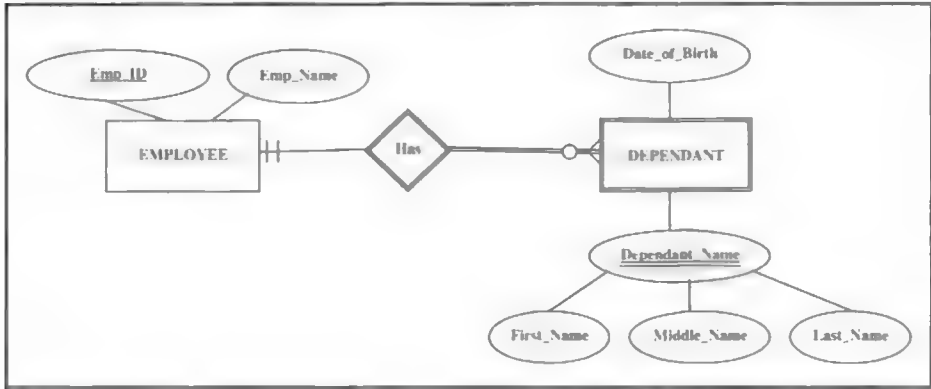 Date_of_Birth
Emp_ID
Emp_Name
EMPLOYEE
Has
DEPENDANT
Dependant_Name
First_Name
Middle_Name
Last_Name